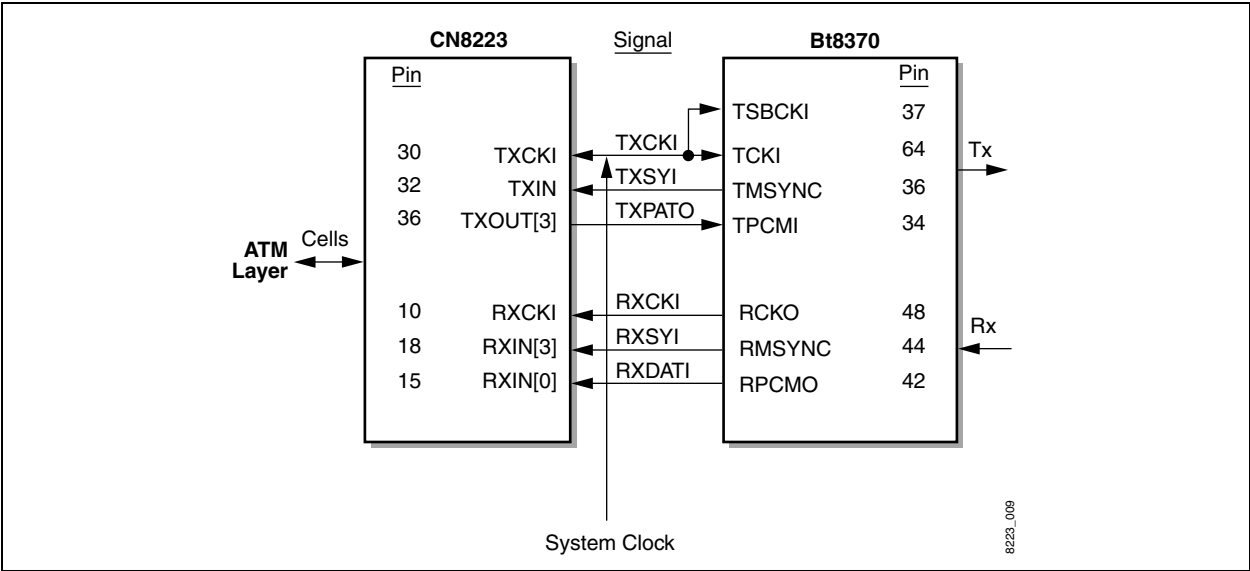 CN8223 Signal Bt8370
Pin Pin
TSBCKI 37
30 TXCKI TXCKI TCKI 64 Tx
32 TXIN TXSYI TMSYNC 36
36 TXOUT[3] TXPATO TPCMI 34
ATM Layer Cells
10 RXCKI RXCKI RCKO 48 Rx
18 RXIN[3] RXSYI RMSYNC 44
15 RXIN[0] RXDATI RPCMO 42
System Clock
8223_009